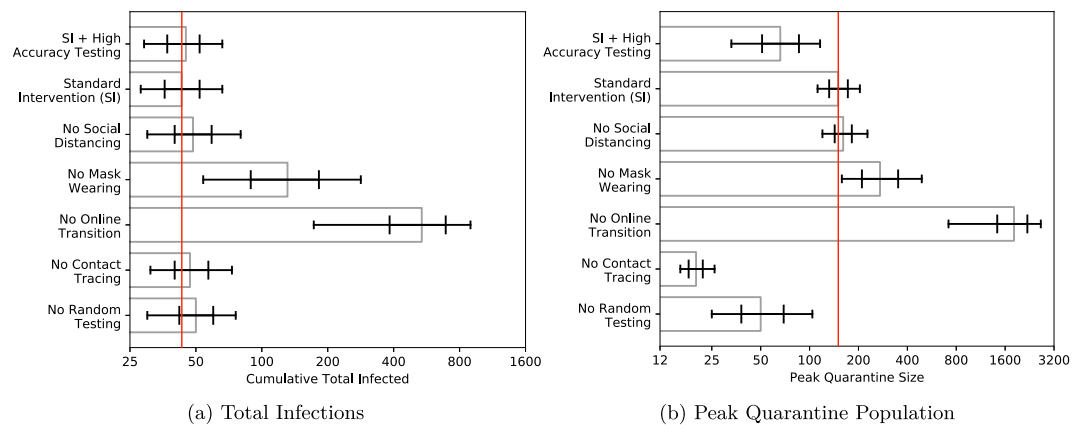 SI + High
Accuracy Testing
Standard
Intervention (SI)
No Social
Distancing
No Mask
Wearing
No Online
Transition
No Contact
Tracing
No Random
Testing
25 50 100 200 400 800 1600
Cumulative Total Infected
(a) Total Infections
SI + High
Accuracy Testing
Standard
Intervention (SI)
No Social
Distancing
No Mask
Wearing
No Online
Transition
No Contact
Tracing
No Random
Testing
12 25 50 100 200 400 800 1600 3200
Peak Quarantine Size
(b) Peak Quarantine Population